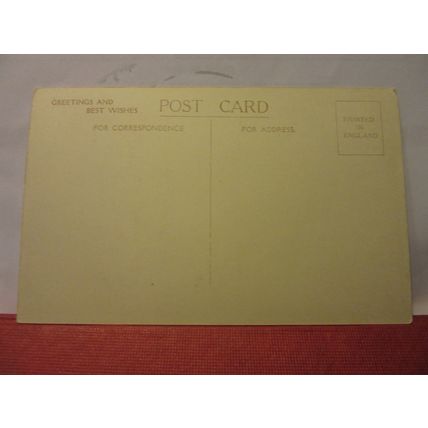 GREETINGS AND
BEST WISHES
POST CARD
FOR CORRESPONDENCE
FOR ADDRESS.
PRINTED
IN
ENGLAND